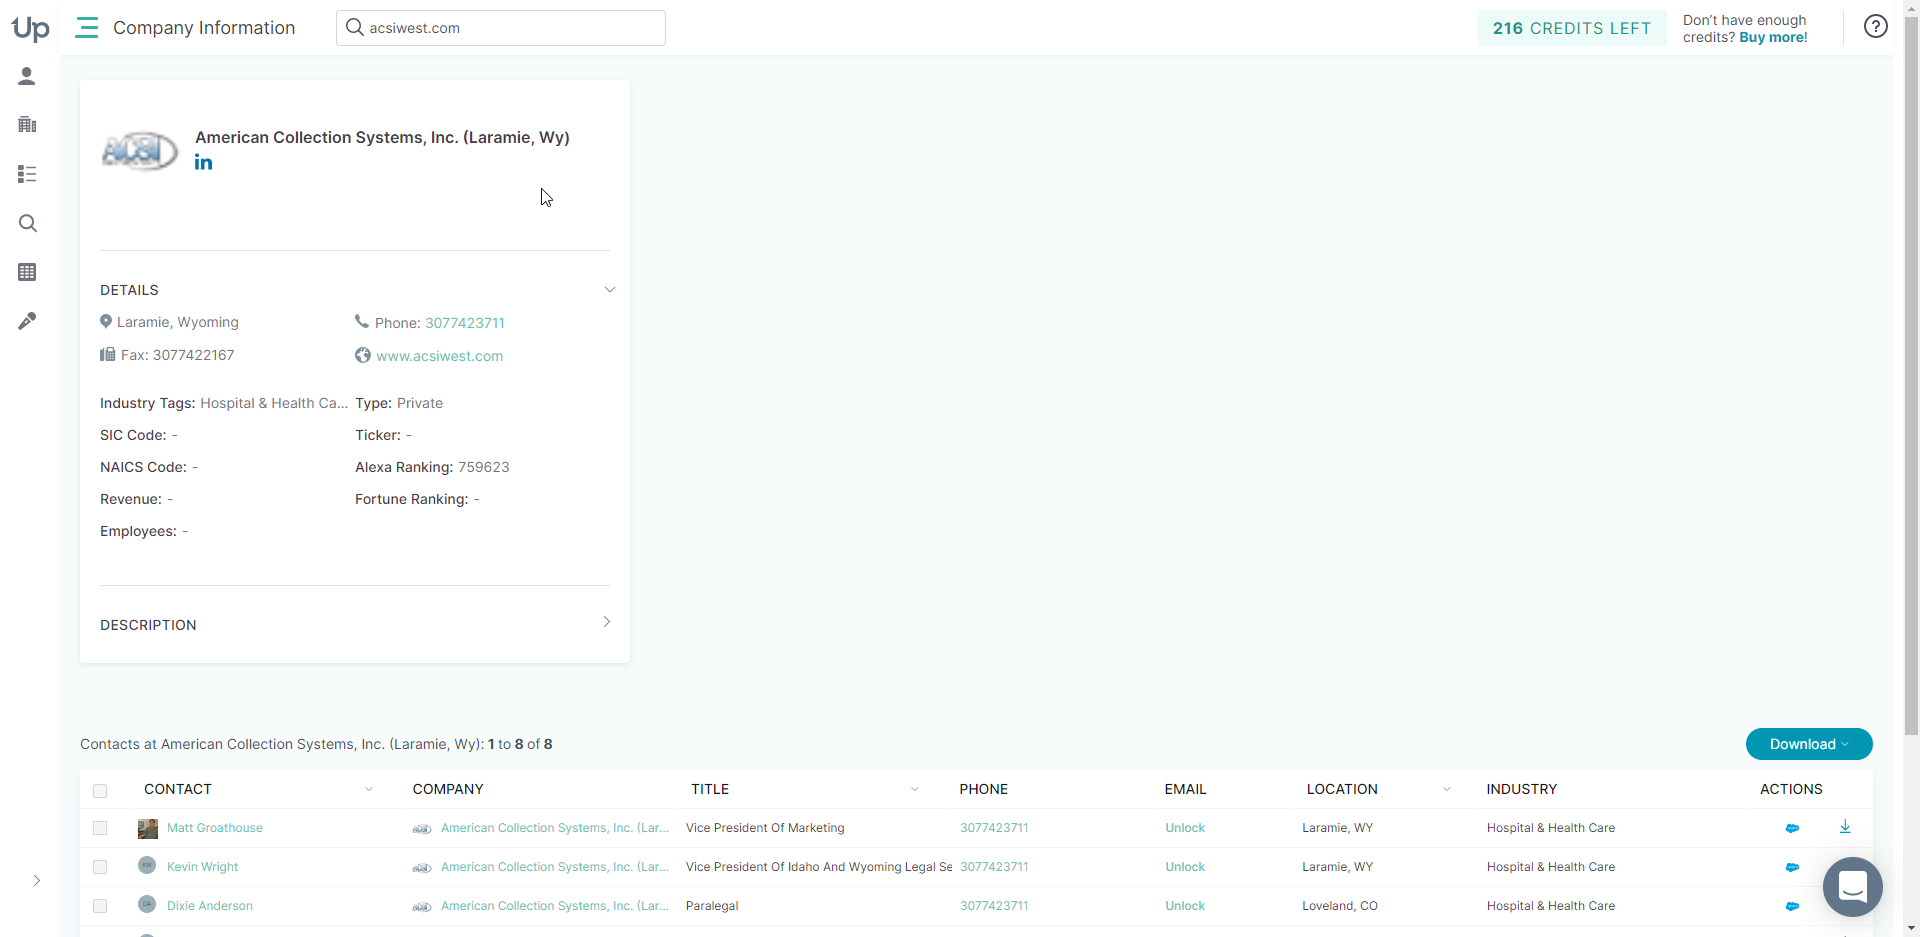 Up
Company Information
acsiwest.com
216 CREDITS LEFT
Don't have enough
credits? Buy more!
ACSI
American Collection Systems, Inc. (Laramie, Wy)
in
DETAILS
Laramie, Wyoming
Phone: 3077423711
Fax: 3077422167
www.acsiwest.com
Industry Tags: Hospital & Health Ca...
Type: Private
SIC Code: -
Ticker: -
NAICS Code: -
Alexa Ranking: 759623
Revenue: -
Fortune Ranking: -
Employees: -
DESCRIPTION
Contacts at American Collection Systems, Inc. (Laramie, Wy): 1 to 8 of 8
Download
CONTACT COMPANY TITLE PHONE EMAIL LOCATION INDUSTRY ACTIONS
Matt Groathouse American Collection Systems, Inc. (Lar... Vice President Of Marketing 3077423711 Unlock Laramie, WY Hospital & Health Care
KW Kevin Wright American Collection Systems, Inc. (Lar... Vice President Of Idaho And Wyoming Legal Se 3077423711 Unlock Laramie, WY Hospital & Health Care
DA Dixie Anderson American Collection Systems, Inc. (Lar... Paralegal 3077423711 Unlock Loveland, CO Hospital & Health Care